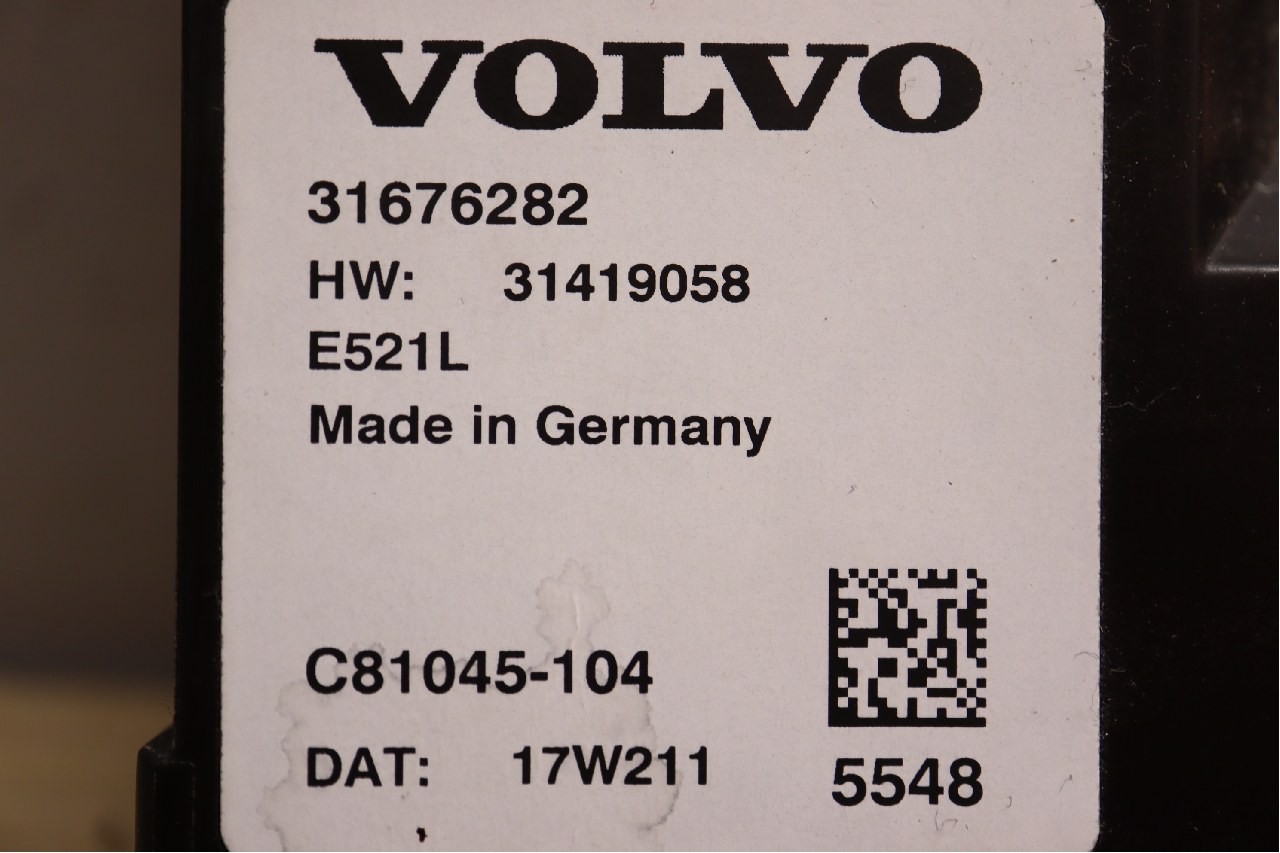 VOLVO
31676282
HW: 31419058
E521L
Made in Germany
C81045-104
DAT: 17W211
5548